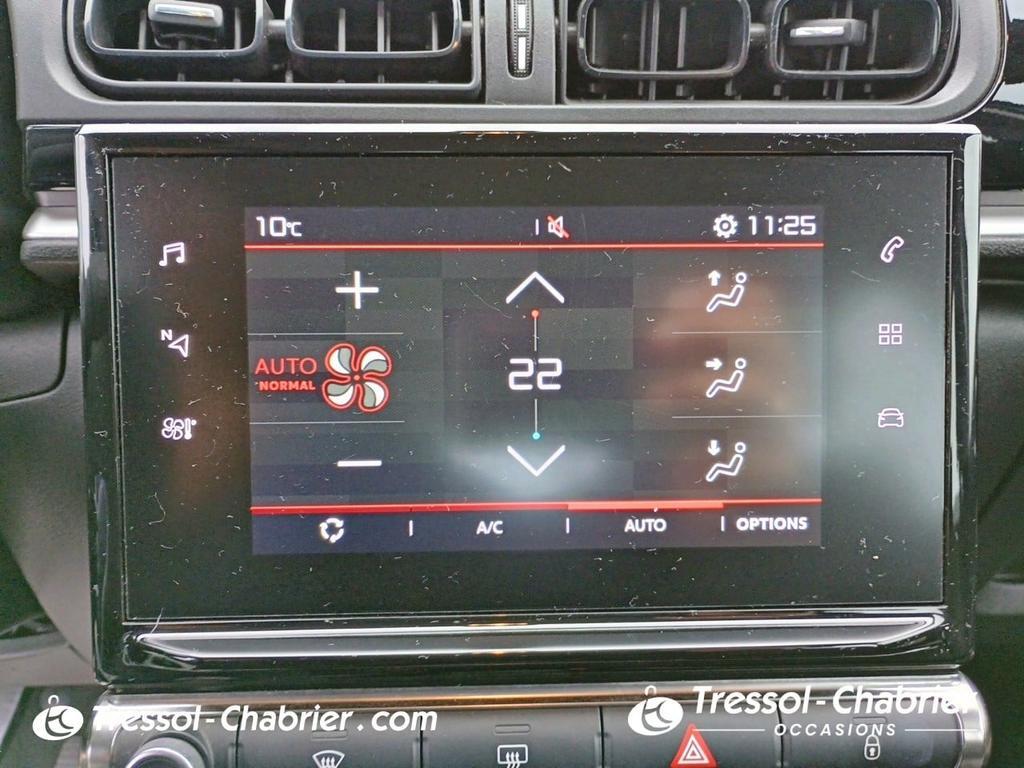 10°C
11:25
N
AUTO
NORMAL
22
A/C
AUTO
OPTIONS
Tressol-Chabrier.com
Tressol-Chabrier
OCCASIONS